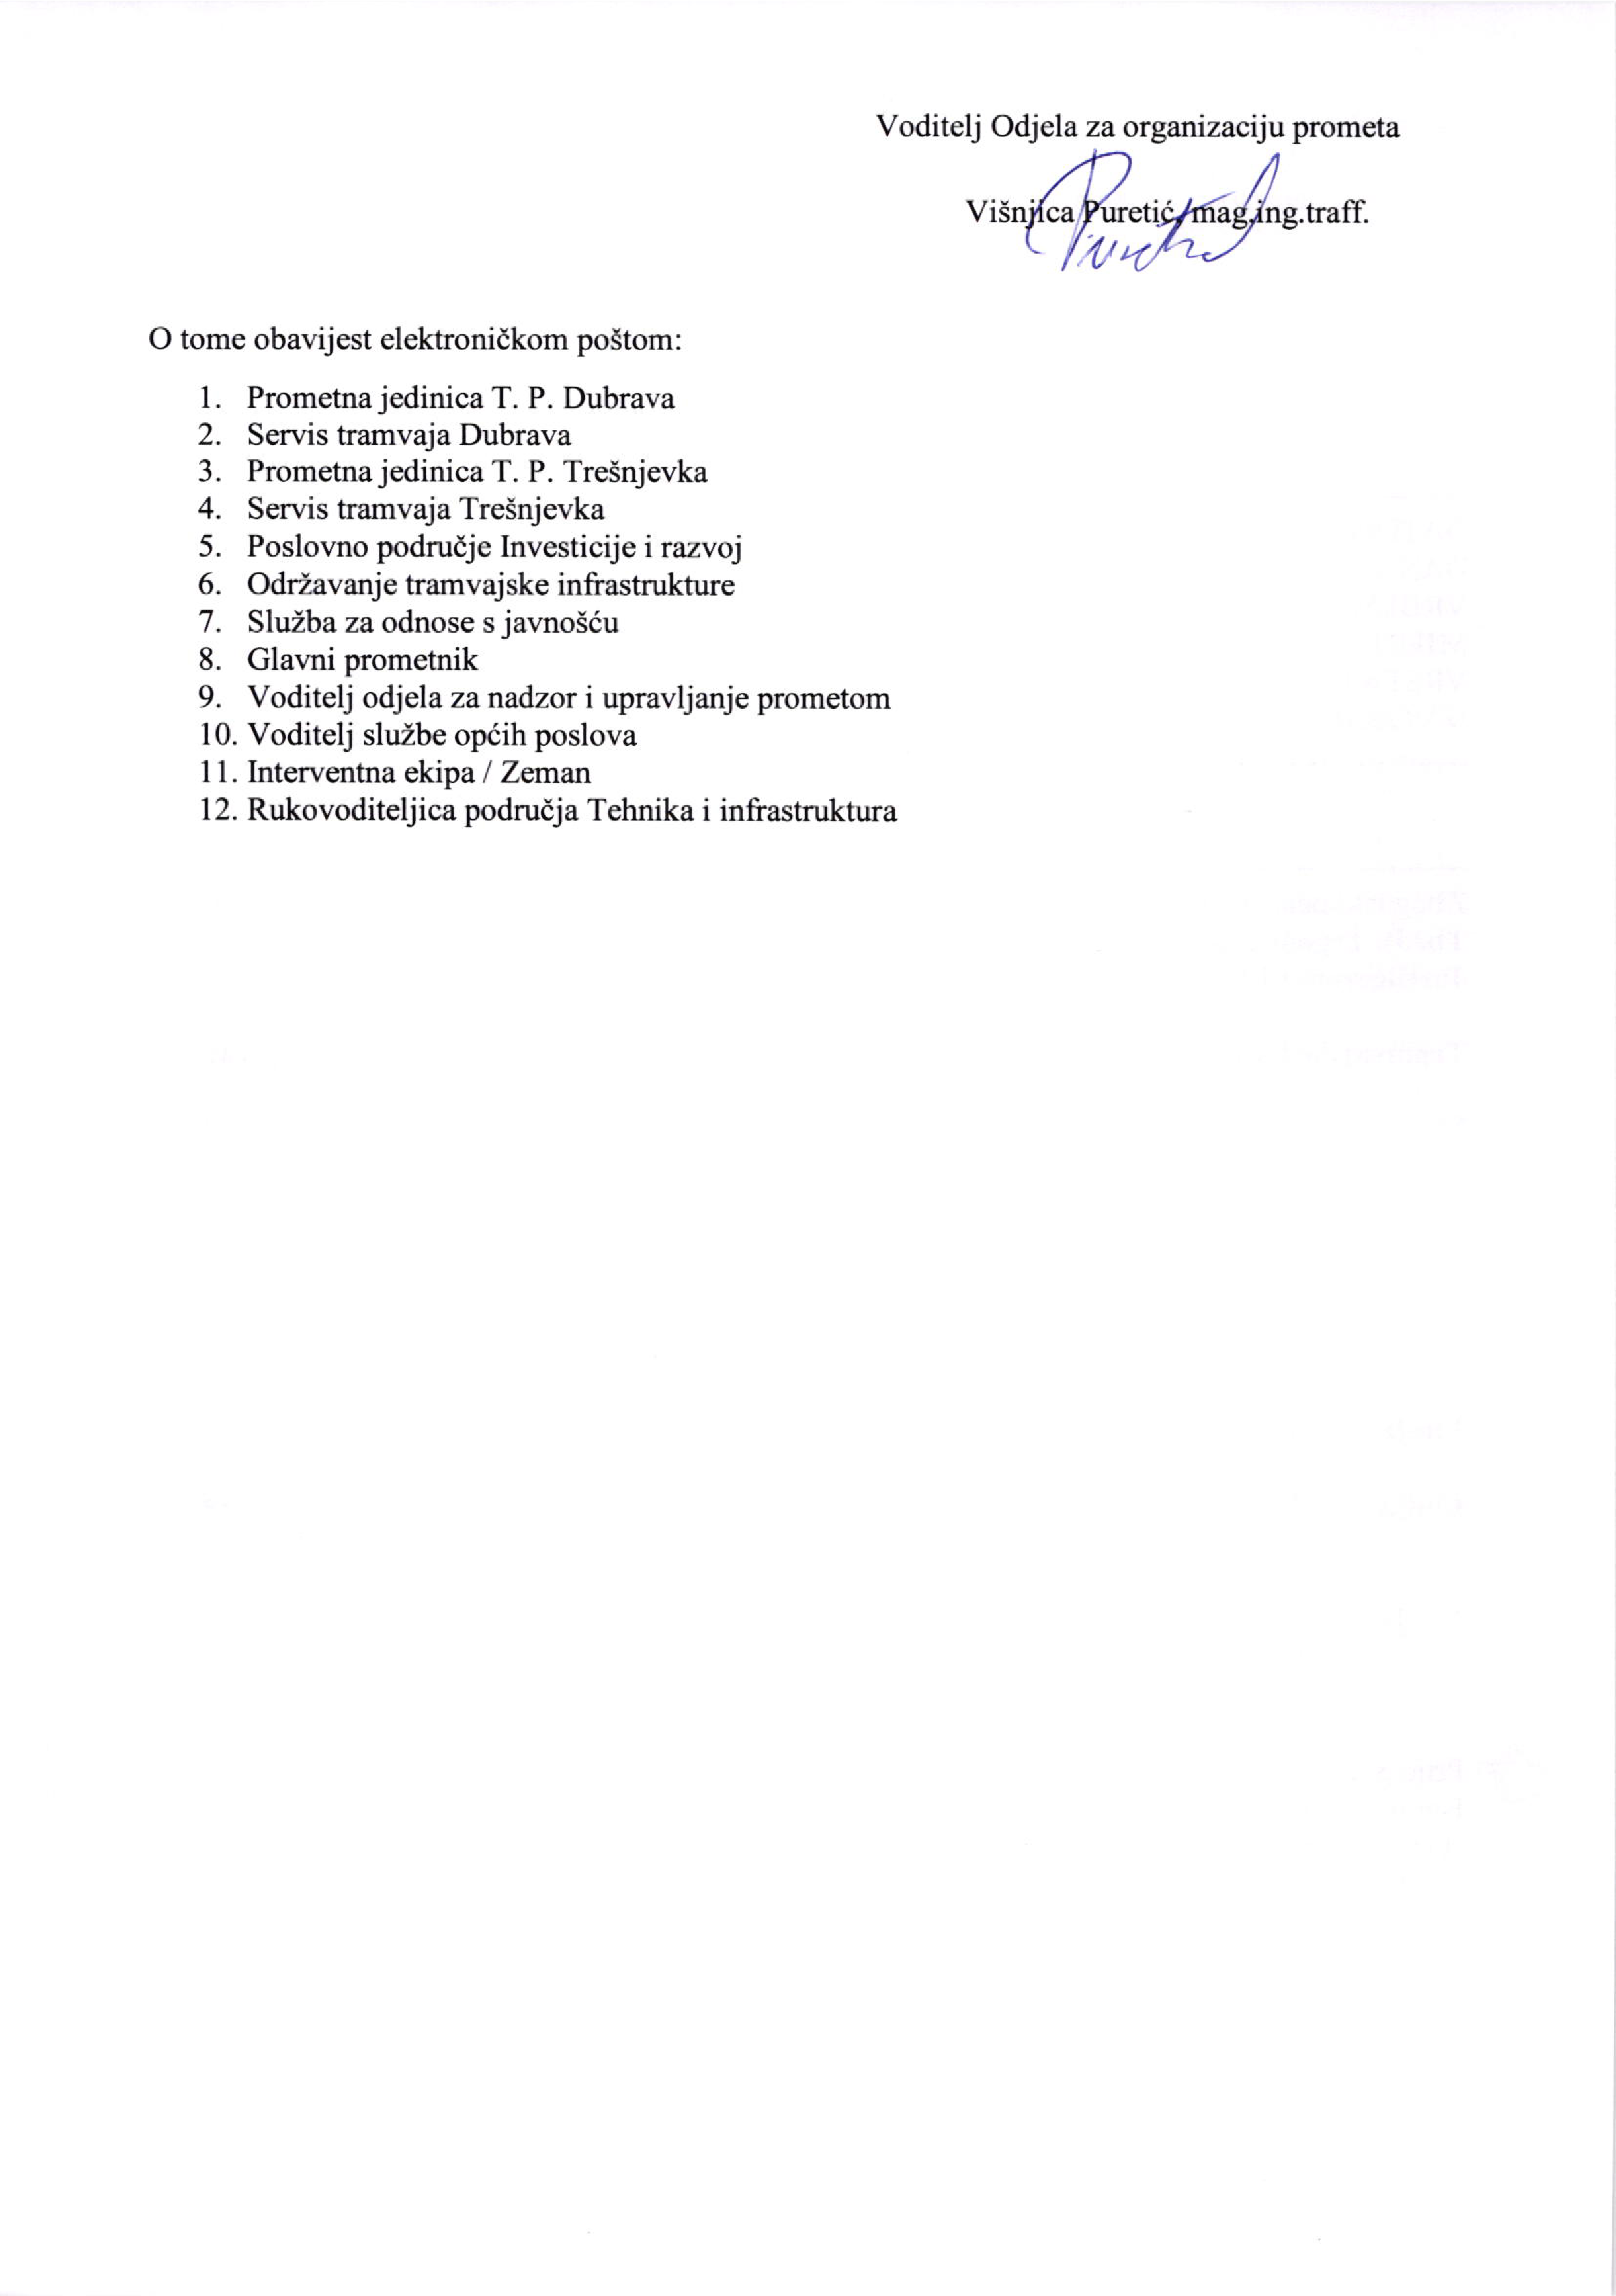 Voditelj Odjela za organizaciju prometa
Višnjica Puretić, mag.ing.traff.
O tome obavijest elektroničkom poštom:
1. Prometna jedinica T. P. Dubrava
2. Servis tramvaja Dubrava
3. Prometna jedinica T. P. Trešnjevka
4. Servis tramvaja Trešnjevka
5. Poslovno područje Investicije i razvoj
6. Održavanje tramvajske infrastrukture
7. Služba za odnose s javnošću
8. Glavni prometnik
9. Voditelj odjela za nadzor i upravljanje prometom
10. Voditelj službe općih poslova
11. Interventna ekipa / Zeman
12. Rukovoditeljica područja Tehnika i infrastruktura